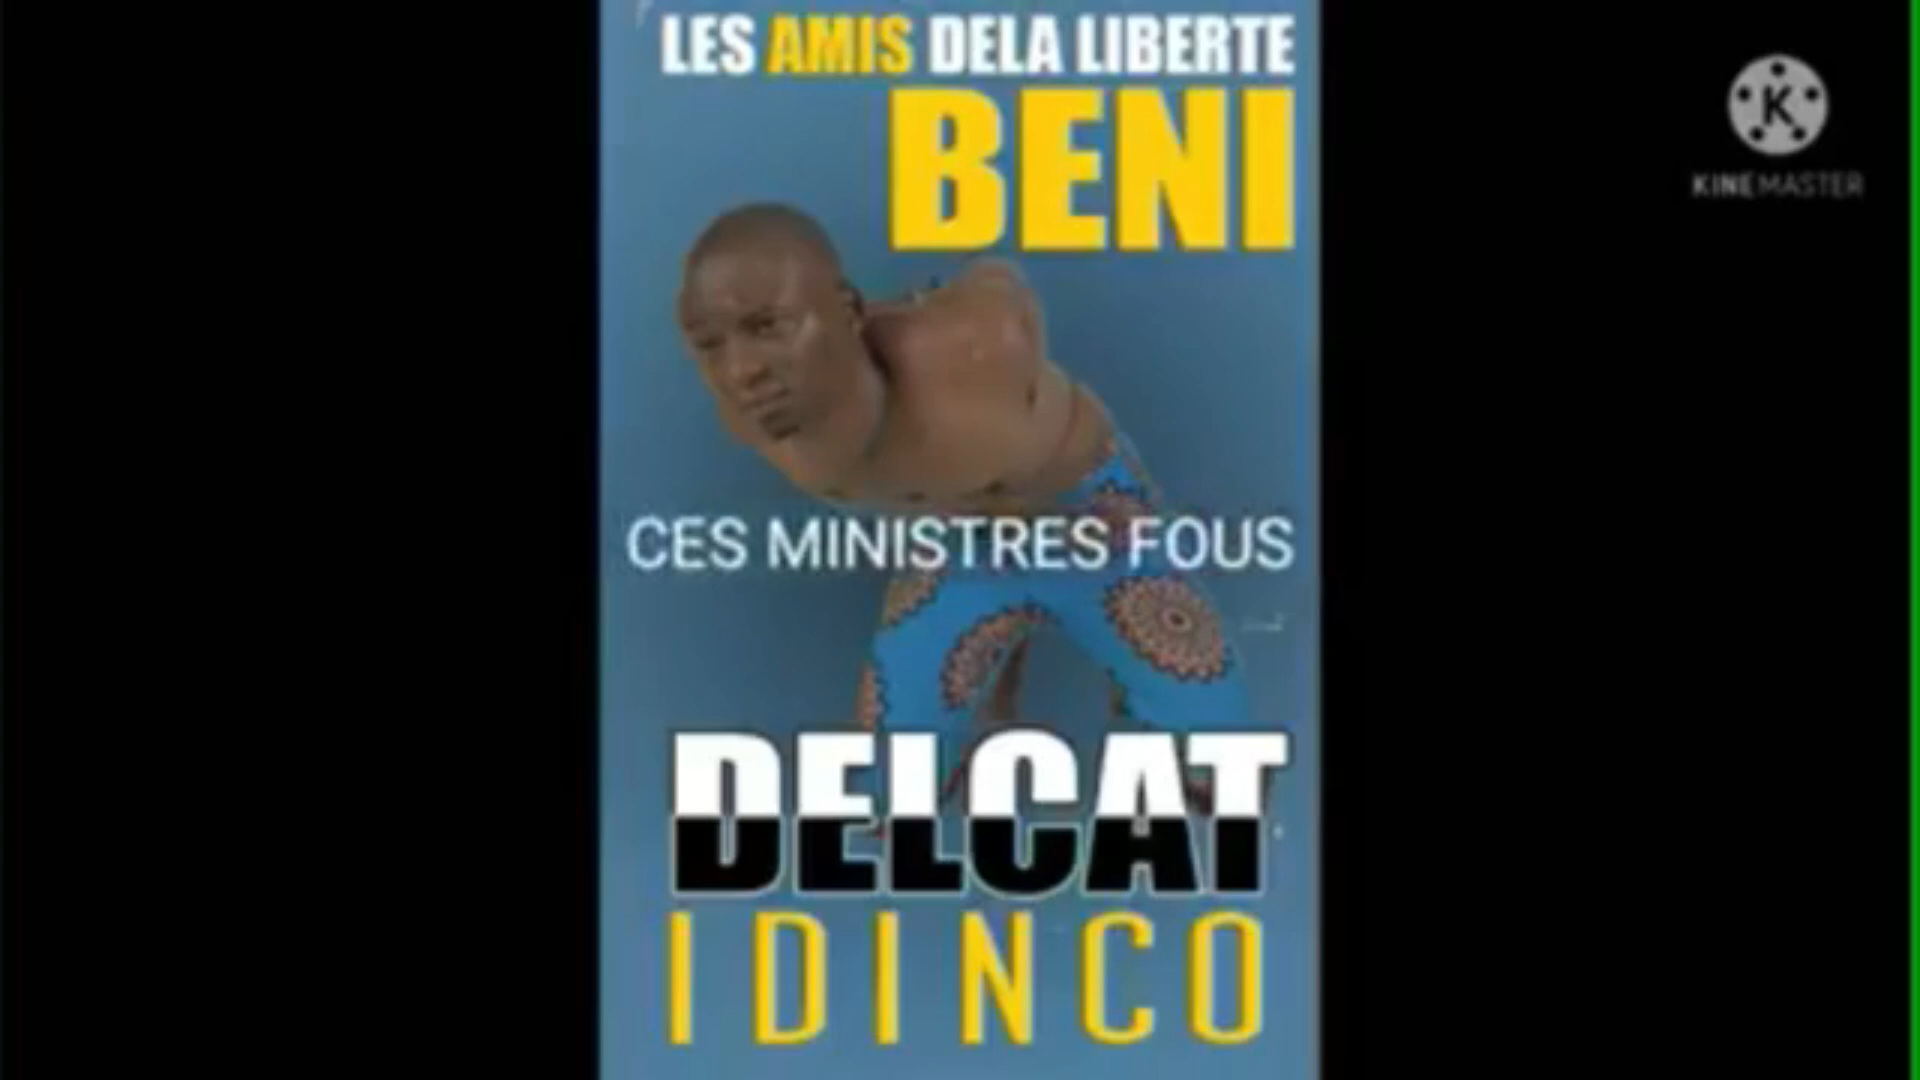 LES AMIS DELA LIBERTE
BENI
CES MINISTRES FOUS
DELCAT
IDINCO
K
KINEMASTER